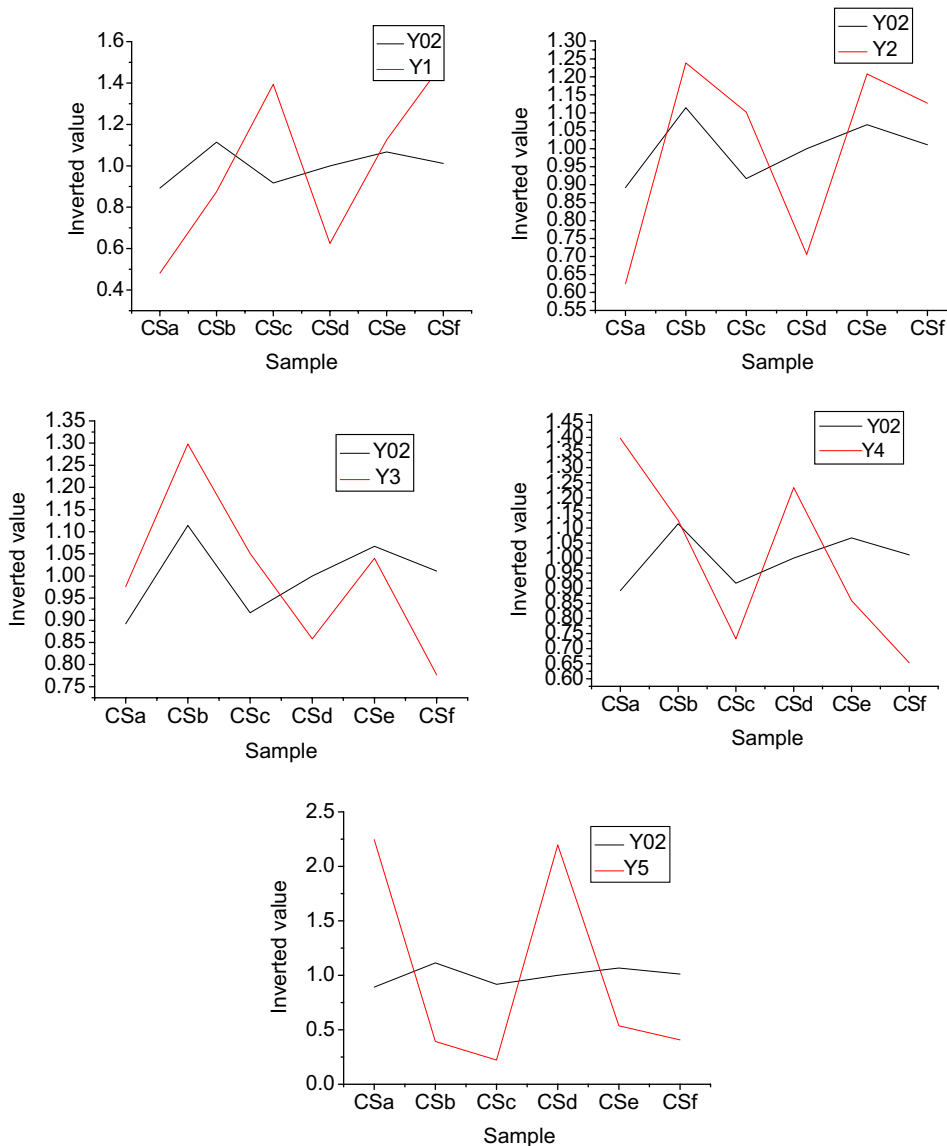 Y02
Y1
1.6
1.4
1.2
1.0
0.8
0.6
0.4
Inverted value
CSa CSb CSc CSd CSe CSf
Sample
Y02
Y2
1.30
1.25
1.20
1.15
1.10
1.05
1.00
0.95
0.90
0.85
0.80
0.75
0.70
0.65
0.60
0.55
Inverted value
CSa CSb CSc CSd CSe CSf
Sample
Y02
Y3
1.35
1.30
1.25
1.20
1.15
1.10
1.05
1.00
0.95
0.90
0.85
0.80
0.75
Inverted value
CSa CSb CSc CSd CSe CSf
Sample
Y02
Y4
1.45
1.40
1.35
1.30
1.25
1.20
1.15
1.10
1.05
1.00
0.95
0.90
0.85
0.80
0.75
0.70
0.65
0.60
Inverted value
CSa CSb CSc CSd CSe CSf
Sample
Y02
Y5
2.5
2.0
1.5
1.0
0.5
0.0
Inverted value
CSa CSb CSc CSd CSe CSf
Sample